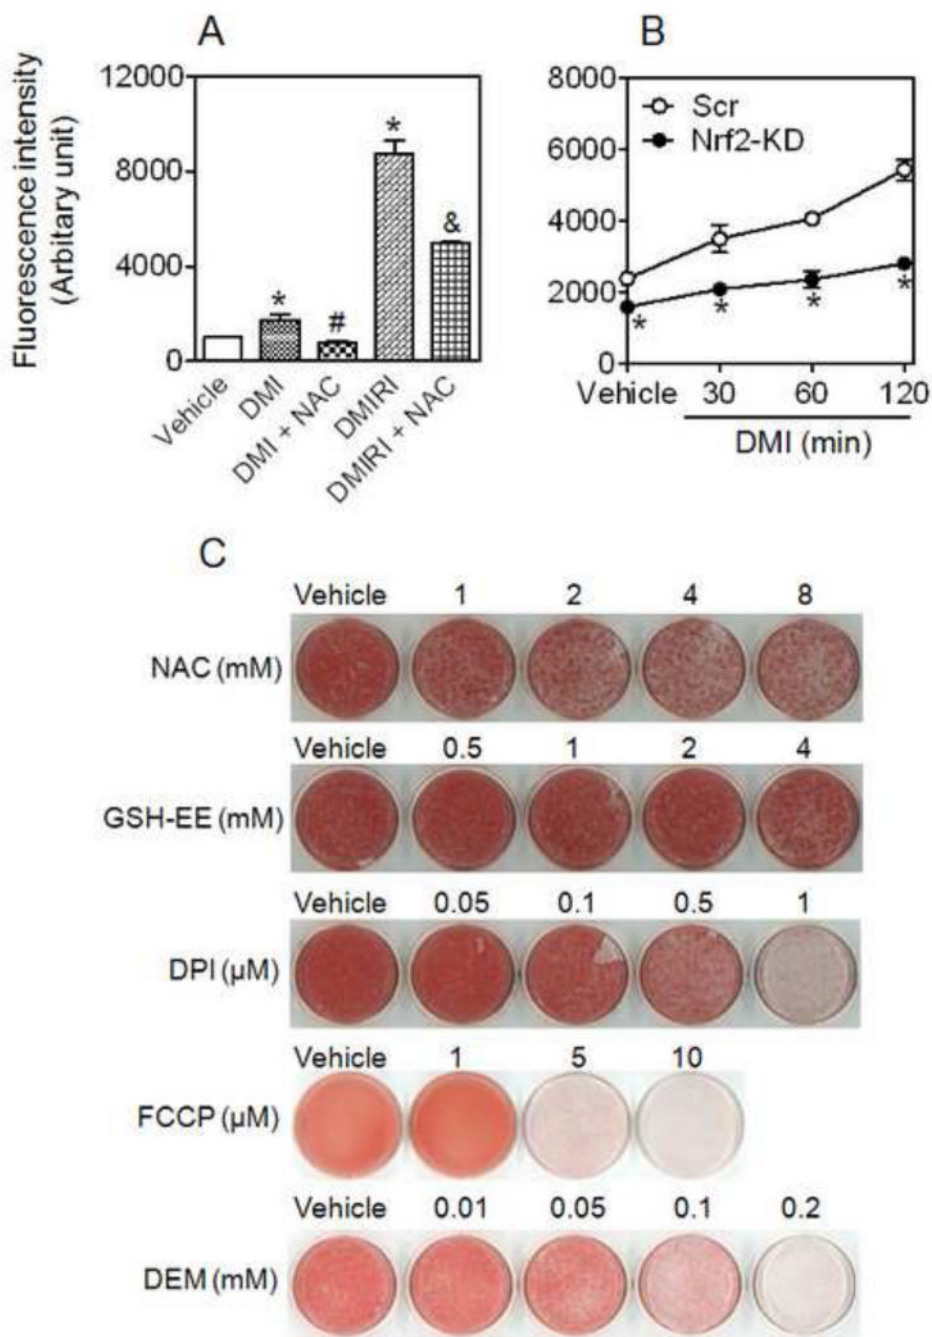 A
B
Fluorescence intensity
(Arbitary unit)
12000
8000
4000
0
*
#
*
&
Vehicle
DMI
DMI + NAC
DMIRI
DMIRI + NAC
8000
6000
4000
2000
0
Scr
Nrf2-KD
*
*
*
*
Vehicle 30 60 120
DMI (min)
C
Vehicle 1 2 4 8
NAC (mM)
Vehicle 0.5 1 2 4
GSH-EE (mM)
Vehicle 0.05 0.1 0.5 1
DPI (µM)
Vehicle 1 5 10
FCCP (µM)
Vehicle 0.01 0.05 0.1 0.2
DEM (mM)